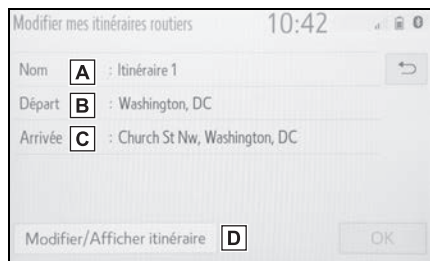 Modifier mes itinéraires routiers 10:42
Nom A : Itinéraire 1
Départ B : Washington, DC
Arrivée C : Church St Nw, Washington, DC
Modifier/Afficher itinéraire D OK